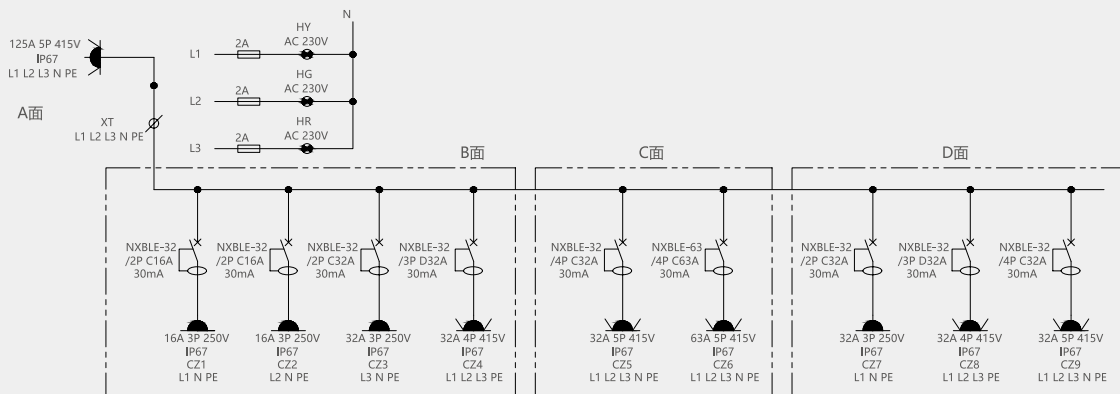 125A 5P 415V
IP67
L1 L2 L3 N PE
A面
XT
L1 L2 L3 N PE
N
L1
2A
HY
AC 230V
L2
2A
HG
AC 230V
L3
2A
HR
AC 230V
B面
NXBLE-32
/2P C16A
30mA
16A 3P 250V
IP67
CZ1
L1 N PE
NXBLE-32
/2P C16A
30mA
16A 3P 250V
IP67
CZ2
L2 N PE
NXBLE-32
/2P C32A
30mA
32A 3P 250V
IP67
CZ3
L3 N PE
NXBLE-32
/3P D32A
30mA
32A 4P 415V
IP67
CZ4
L1 L2 L3 PE
C面
NXBLE-32
/4P C32A
30mA
32A 5P 415V
IP67
CZ5
L1 L2 L3 N PE
NXBLE-63
/4P C63A
30mA
63A 5P 415V
IP67
CZ6
L1 L2 L3 N PE
D面
NXBLE-32
/2P C32A
30mA
32A 3P 250V
IP67
CZ7
L1 N PE
NXBLE-32
/3P D32A
30mA
32A 4P 415V
IP67
CZ8
L1 L2 L3 PE
NXBLE-32
/4P C32A
30mA
32A 5P 415V
IP67
CZ9
L1 L2 L3 N PE